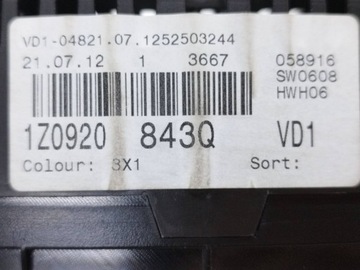 VD1-04821.07.1252503244
21.07.12 1 3667 058916
SW0608
HWH06
1Z0920 843Q VD1
Colour: 3X1 Sort: